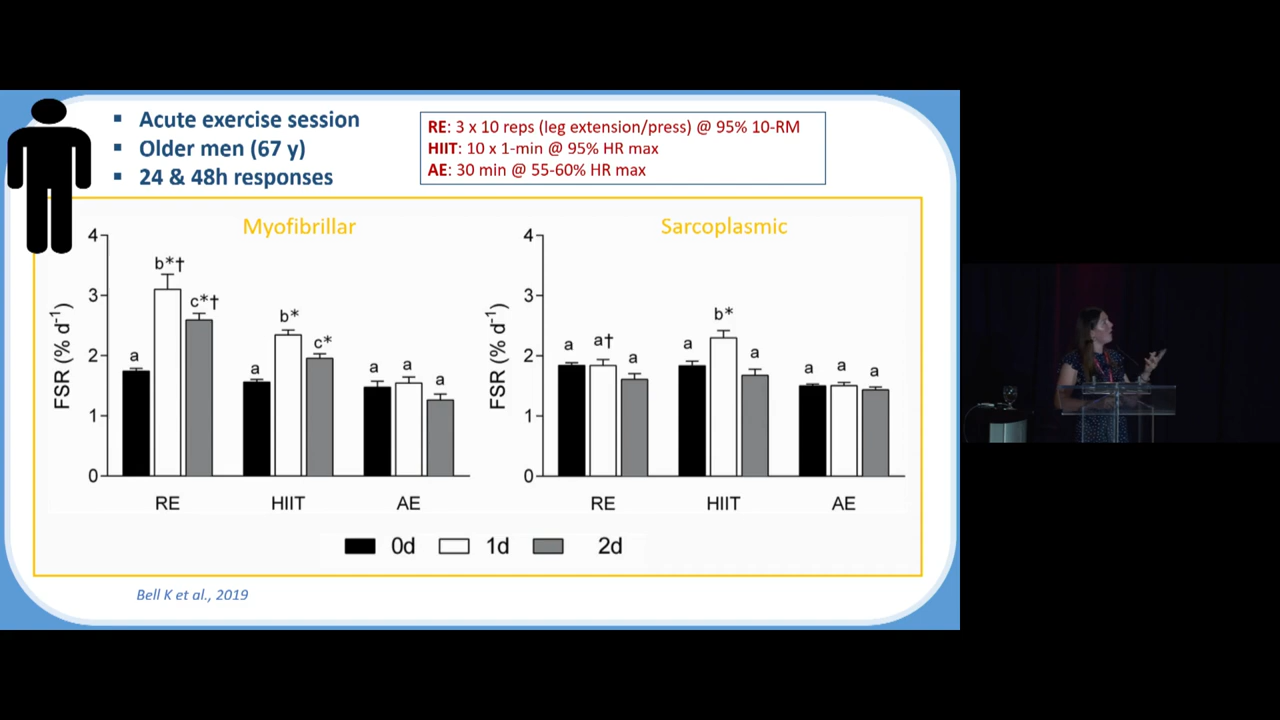 ▪ Acute exercise session
▪ Older men (67 y)
▪ 24 & 48h responses
RE: 3 x 10 reps (leg extension/press) @ 95% 10-RM
HIIT: 10 x 1-min @ 95% HR max
AE: 30 min @ 55-60% HR max
Myofibrillar
FSR (% d⁻¹)
4
3
2
1
0
a b*† c*†
a b* c*
a a a
RE HIIT AE
Sarcoplasmic
FSR (% d⁻¹)
4
3
2
1
0
a a† a
a b* a
a a a
RE HIIT AE
0d 1d 2d
Bell K et al., 2019